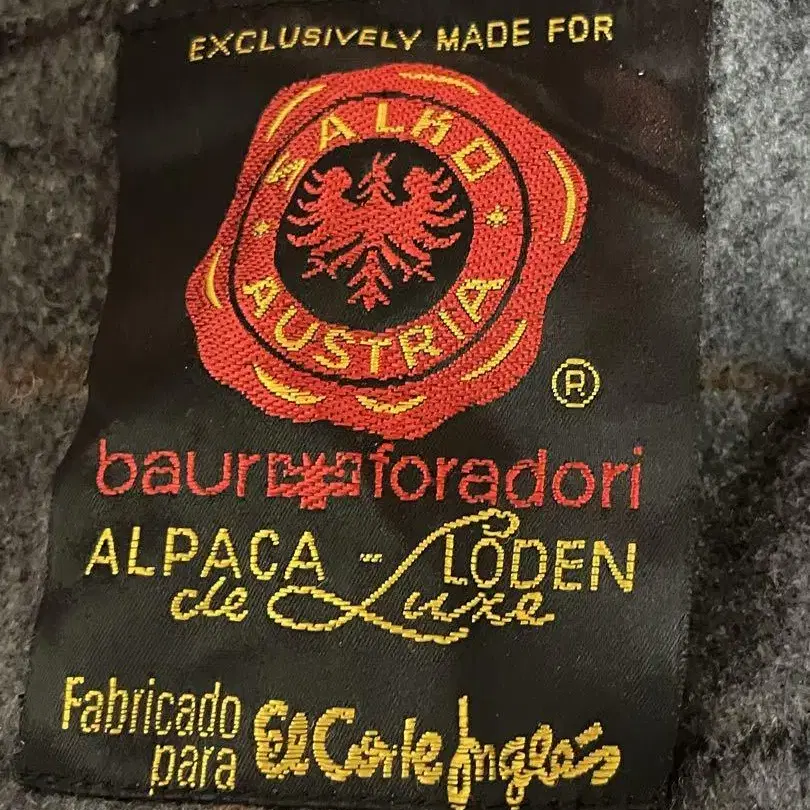 EXCLUSIVELY MADE FOR
SALKO
AUSTRIA
®
baur foradori
ALPACA - LODEN
de Luxe
Fabricado
para El Corte Inglés